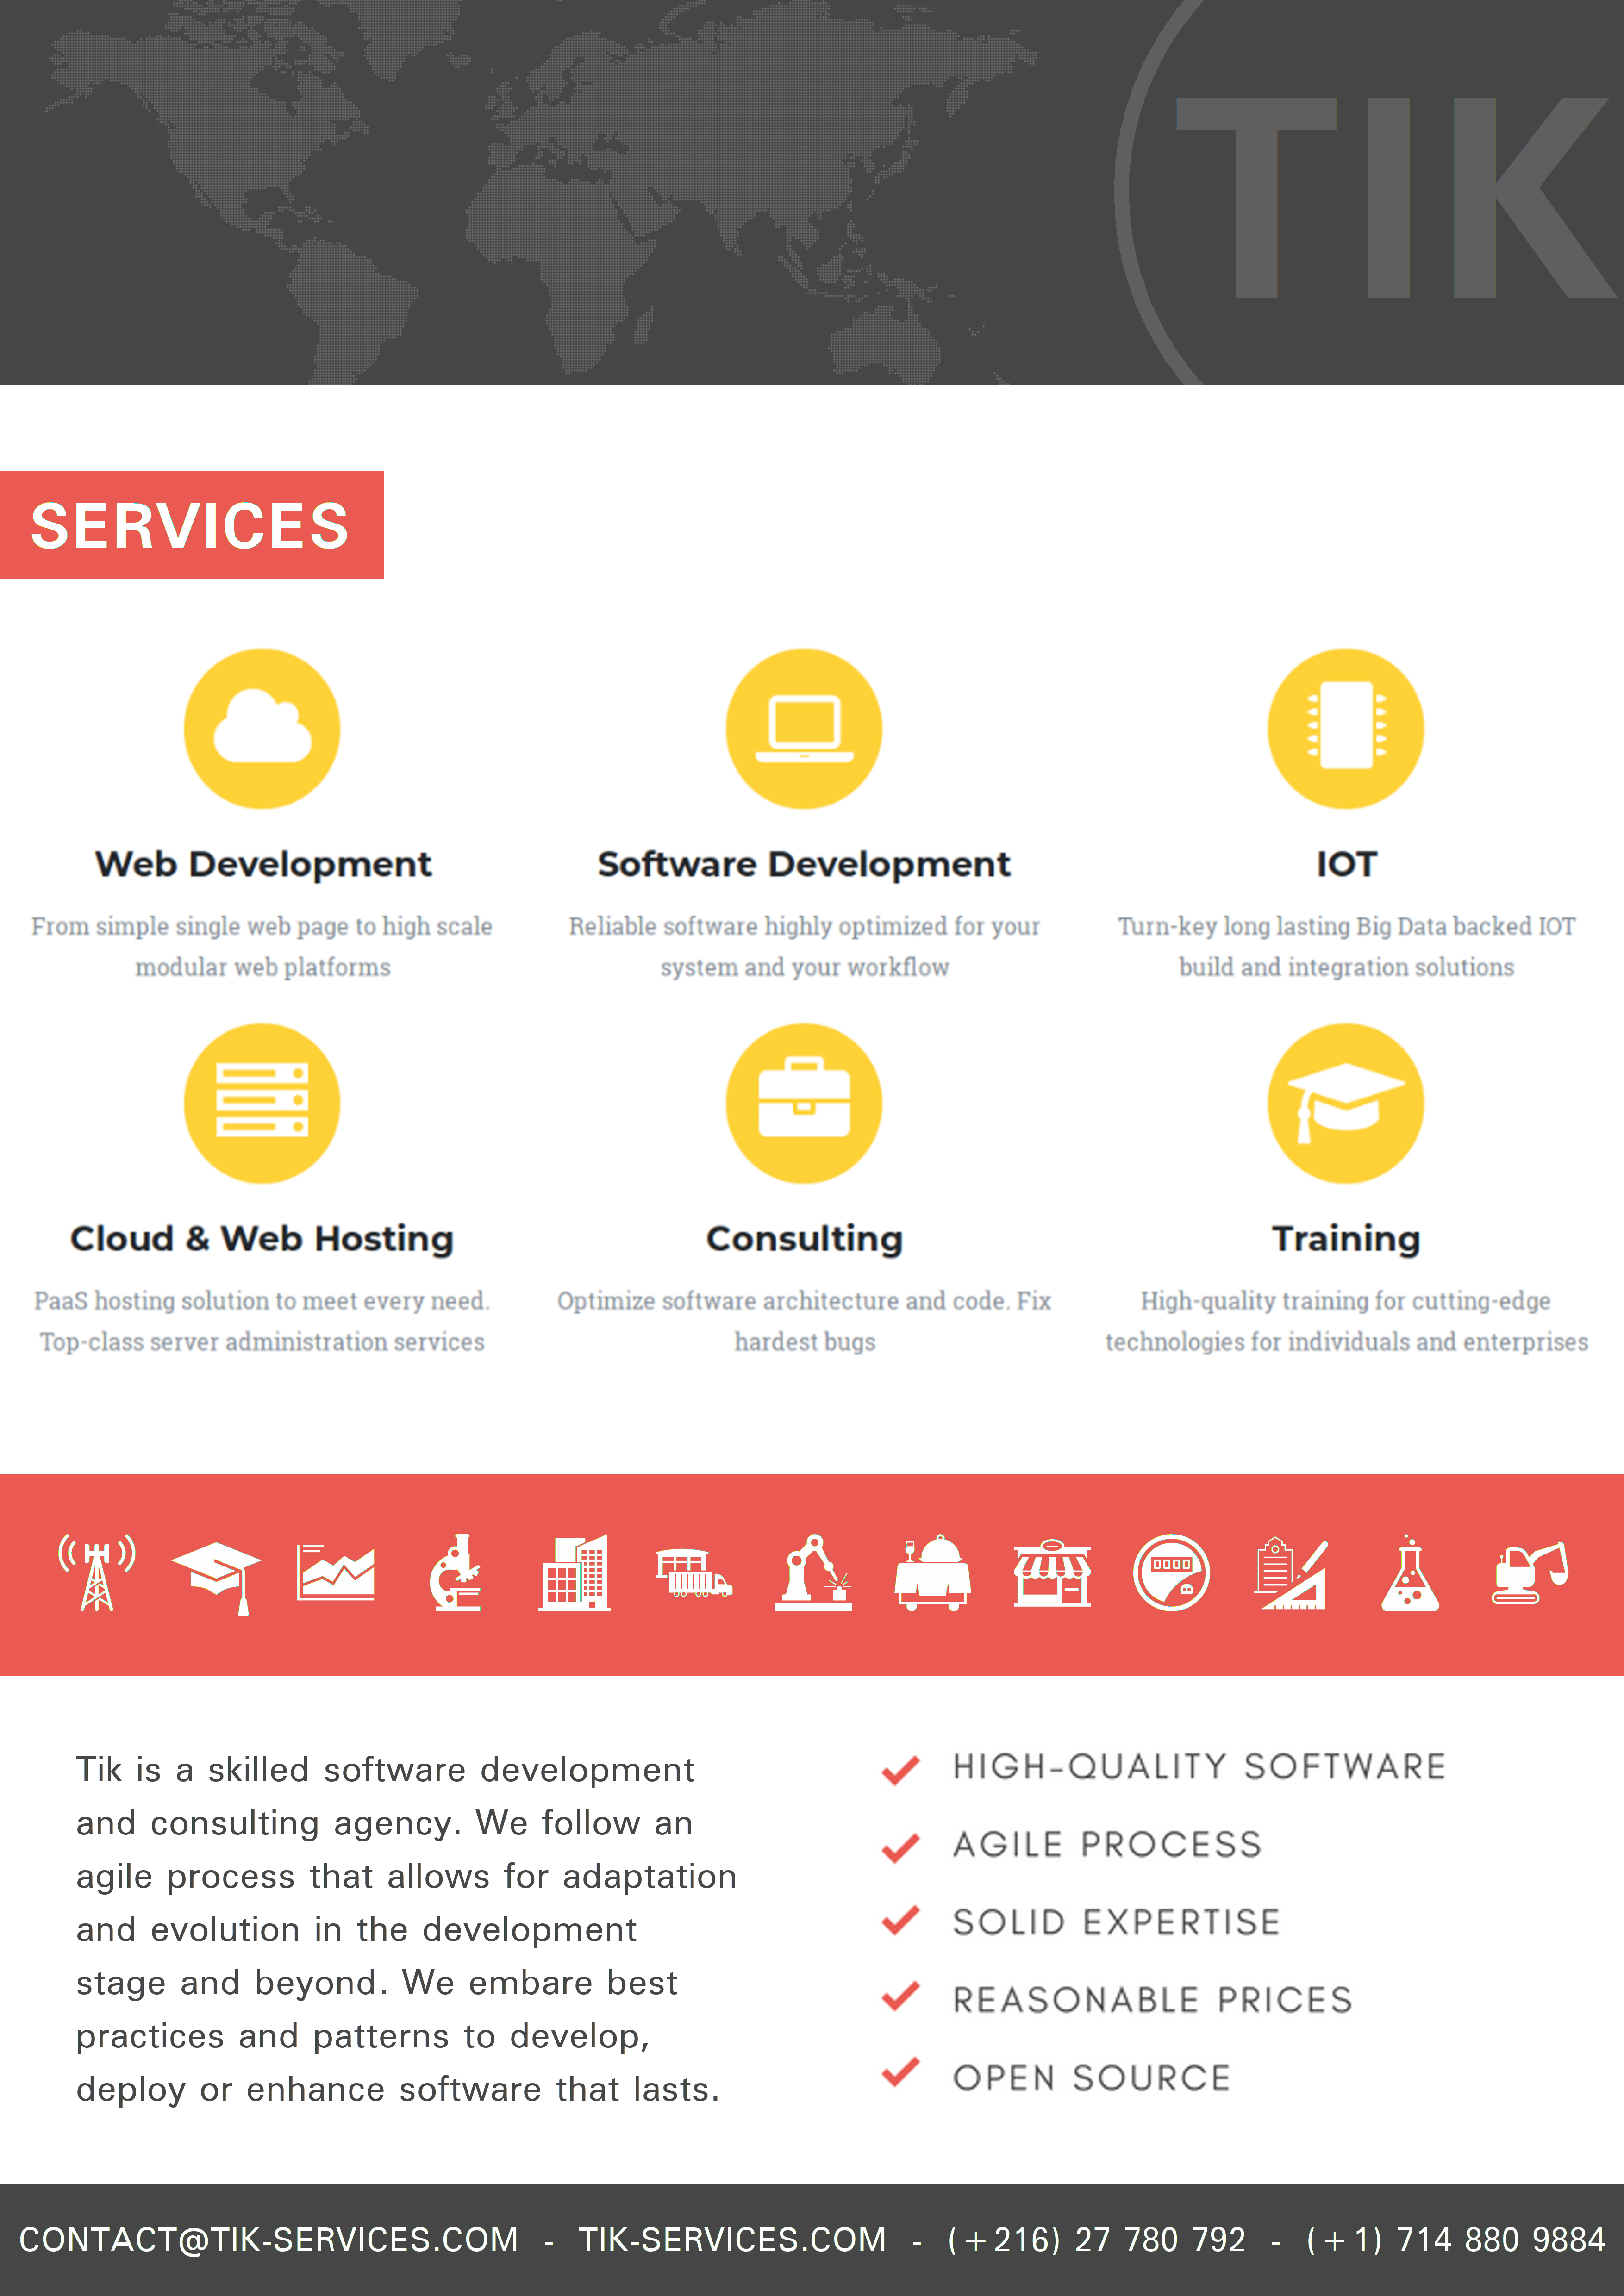 TIK
SERVICES
Web Development
From simple single web page to high scale
modular web platforms
Software Development
Reliable software highly optimized for your
system and your workflow
IOT
Turn-key long lasting Big Data backed IOT
build and integration solutions
Cloud & Web Hosting
PaaS hosting solution to meet every need.
Top-class server administration services
Consulting
Optimize software architecture and code. Fix
hardest bugs
Training
High-quality training for cutting-edge
technologies for individuals and enterprises
Tik is a skilled software development
and consulting agency. We follow an
agile process that allows for adaptation
and evolution in the development
stage and beyond. We embare best
practices and patterns to develop,
deploy or enhance software that lasts.
HIGH-QUALITY SOFTWARE
AGILE PROCESS
SOLID EXPERTISE
REASONABLE PRICES
OPEN SOURCE
CONTACT@TIK-SERVICES.COM - TIK-SERVICES.COM - (+216) 27 780 792 - (+1) 714 880 9884